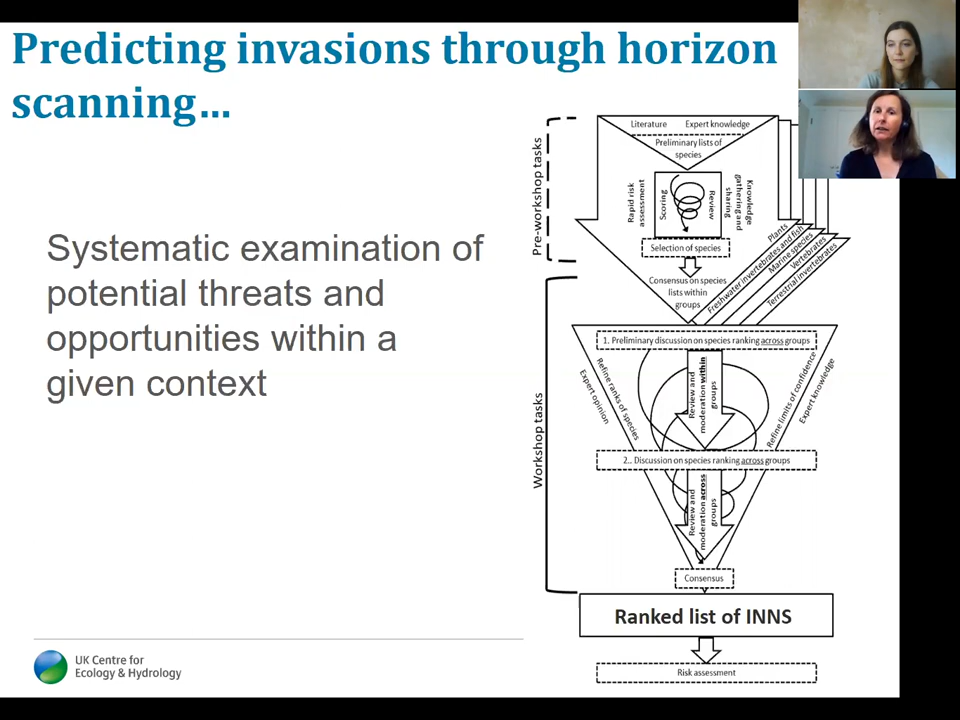 Predicting invasions through horizon
scanning...
Systematic examination of
potential threats and
opportunities within a
given context
UK Centre for
Ecology & Hydrology
Pre-workshop tasks
Literature Expert knowledge
Preliminary lists of
species
Rapid risk
assessment
Scoring
Review
Knowledge
gathering and
sharing
Selection of species
Consensus on species
lists within
groups
Plants
Freshwater invertebrates and fish
Marine species
Vertebrates
Terrestrial invertebrates
Workshop tasks
1. Preliminary discussion on species ranking across groups
Refine ranks of species
Expert opinion
Review and
moderation within
groups
Refine limits of confidence
Expert knowledge
2.. Discussion on species ranking across groups
Review and
moderation across
groups
Consensus
Ranked list of INNS
Risk assessment